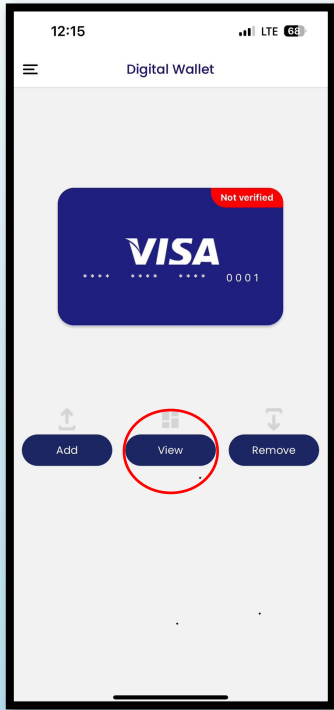 12:15 LTE 68
Digital Wallet
Not verified
VISA
**** **** **** 0001
Add View Remove